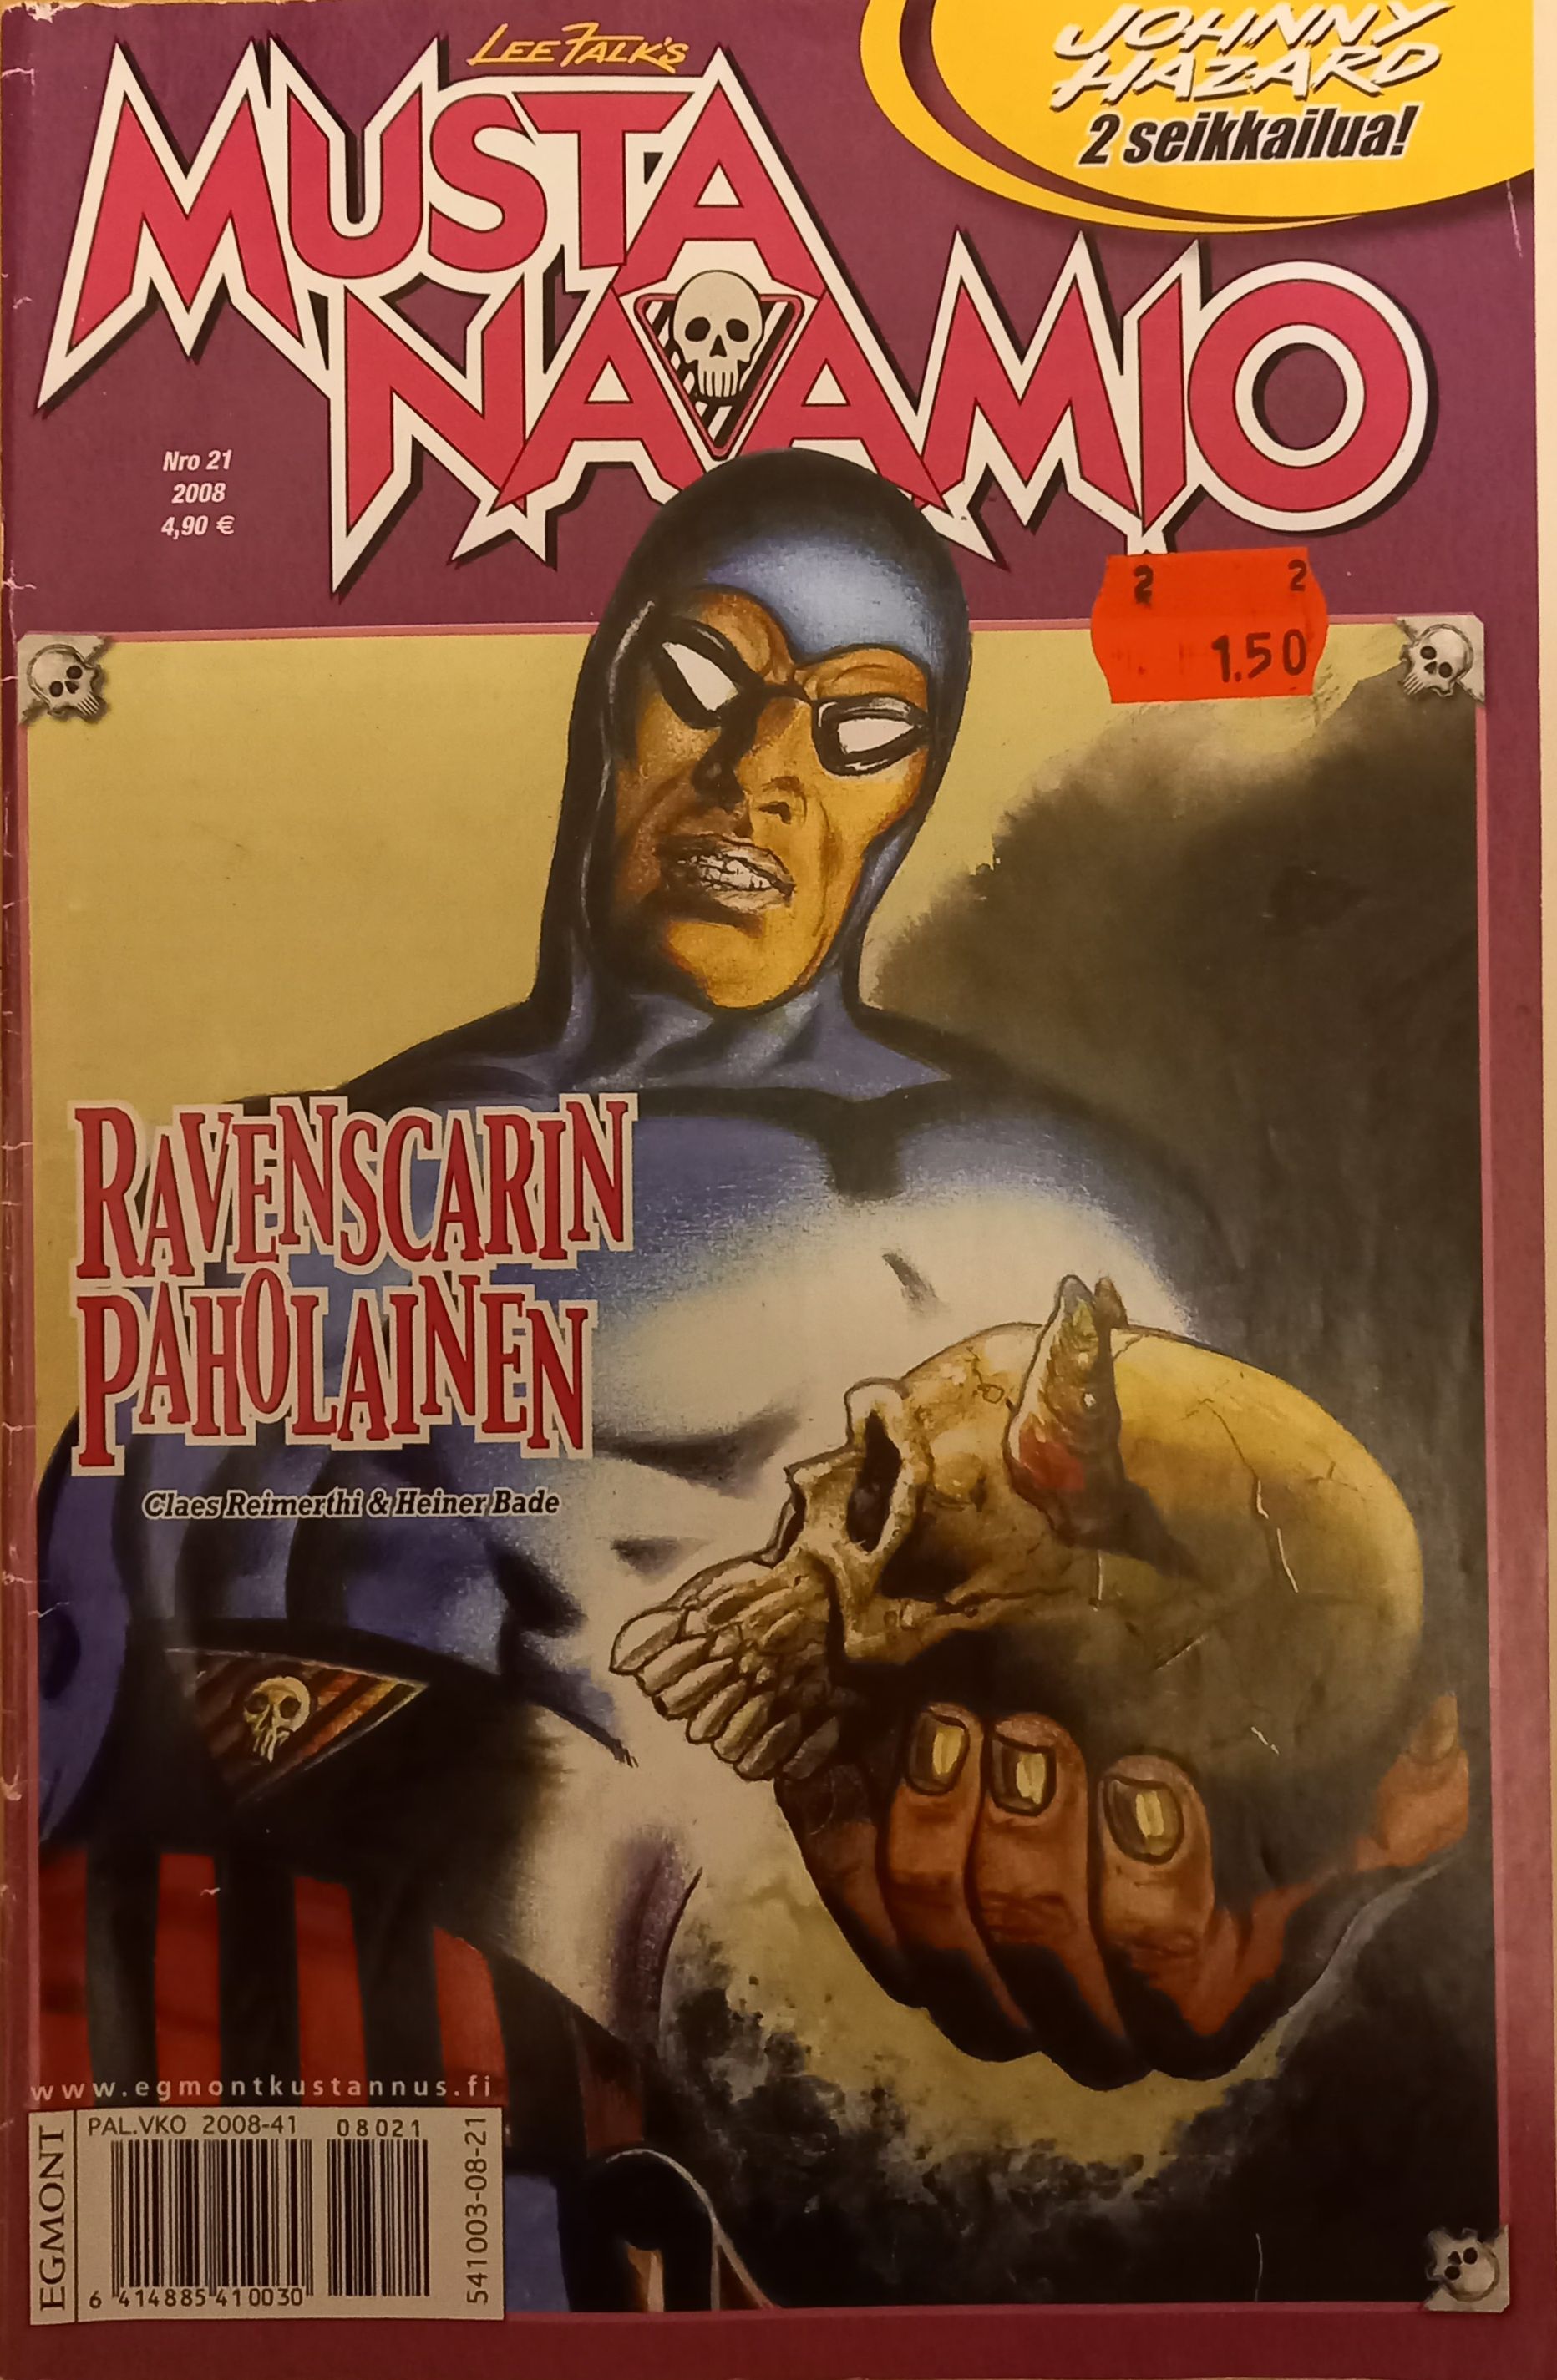 LEE FALK'S
MUSTA
NAAMIO
JOHNNY
HAZARD
2 seikkailua!
Nro 21
2008
4,90 €
2 2
1.50
RAVENSCARIN
PAHOLAINEN
Claes Reimerthi & Heiner Bade
www.egmontkustannus.fi
EGMONT
PAL.VKO 2008-41 08021
6 414885 410030
541003-08-21